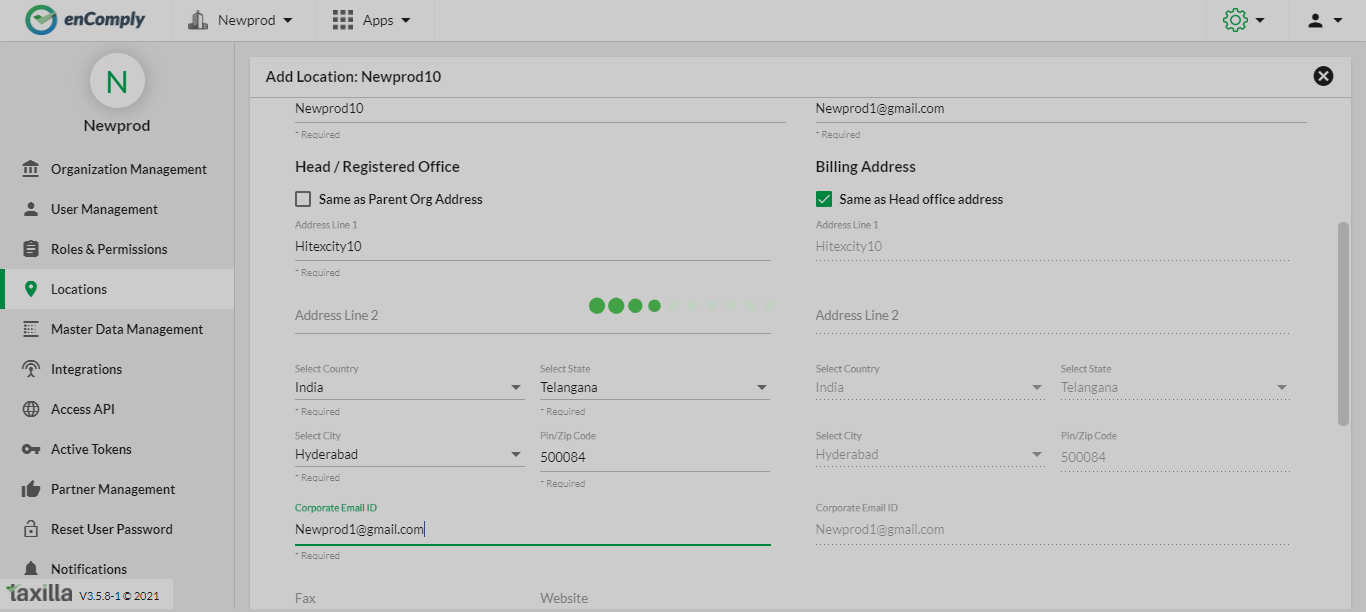 enComply
Newprod
Apps
N
Newprod
Organization Management
User Management
Roles & Permissions
Locations
Master Data Management
Integrations
Access API
Active Tokens
Partner Management
Reset User Password
Notifications
taxilla V3.5.8-1 © 2021
Add Location: Newprod10
Newprod10
* Required
Newprod1@gmail.com
* Required
Head / Registered Office
Same as Parent Org Address
Address Line 1
Hitexcity10
* Required
Address Line 2
Select Country
India
* Required
Select State
Telangana
* Required
Select City
Hyderabad
* Required
Pin/Zip Code
500084
* Required
Corporate Email ID
Newprod1@gmail.com
* Required
Fax
Website
Billing Address
Same as Head office address
Address Line 1
Hitexcity10
Address Line 2
Select Country
India
Select State
Telangana
Select City
Hyderabad
Pin/Zip Code
500084
Corporate Email ID
Newprod1@gmail.com